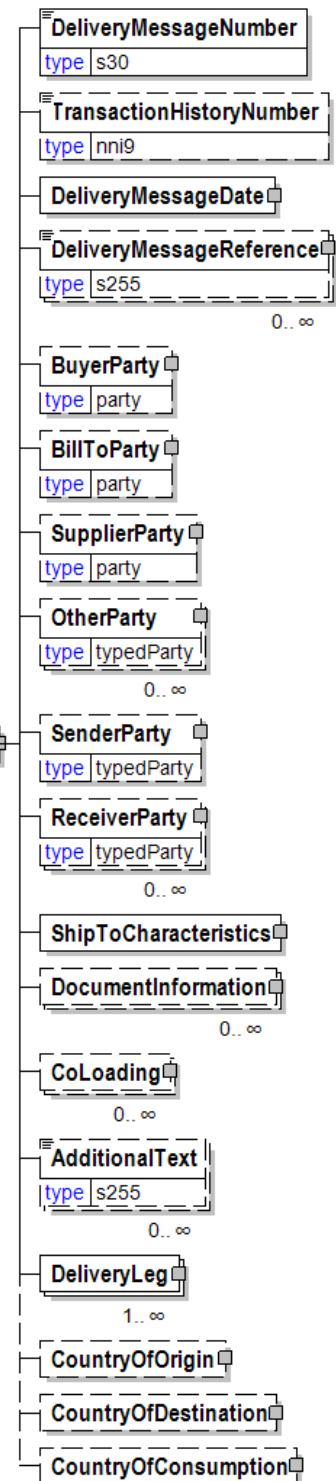 DeliveryMessageNumber
type s30
TransactionHistoryNumber
type nni9
DeliveryMessageDate
DeliveryMessageReference
type s255
0.. ∞
BuyerParty
type party
BillToParty
type party
SupplierParty
type party
OtherParty
type typedParty
0.. ∞
SenderParty
type typedParty
ReceiverParty
type typedParty
0.. ∞
ShipToCharacteristics
DocumentInformation
0.. ∞
CoLoading
0.. ∞
AdditionalText
type s255
0.. ∞
DeliveryLeg
1.. ∞
CountryOfOrigin
CountryOfDestination
CountryOfConsumption